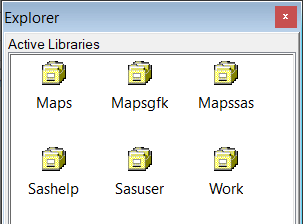 Explorer
Active Libraries
Maps Mapsgfk Mapssas
Sashelp Sasuser Work